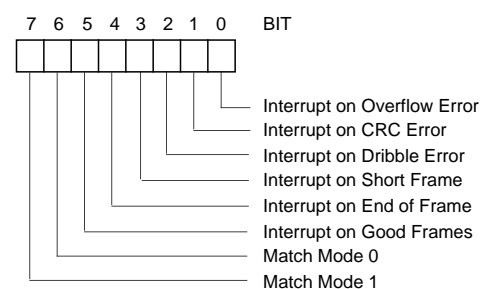 7 6 5 4 3 2 1 0 BIT
Interrupt on Overflow Error
Interrupt on CRC Error
Interrupt on Dribble Error
Interrupt on Short Frame
Interrupt on End of Frame
Interrupt on Good Frames
Match Mode 0
Match Mode 1